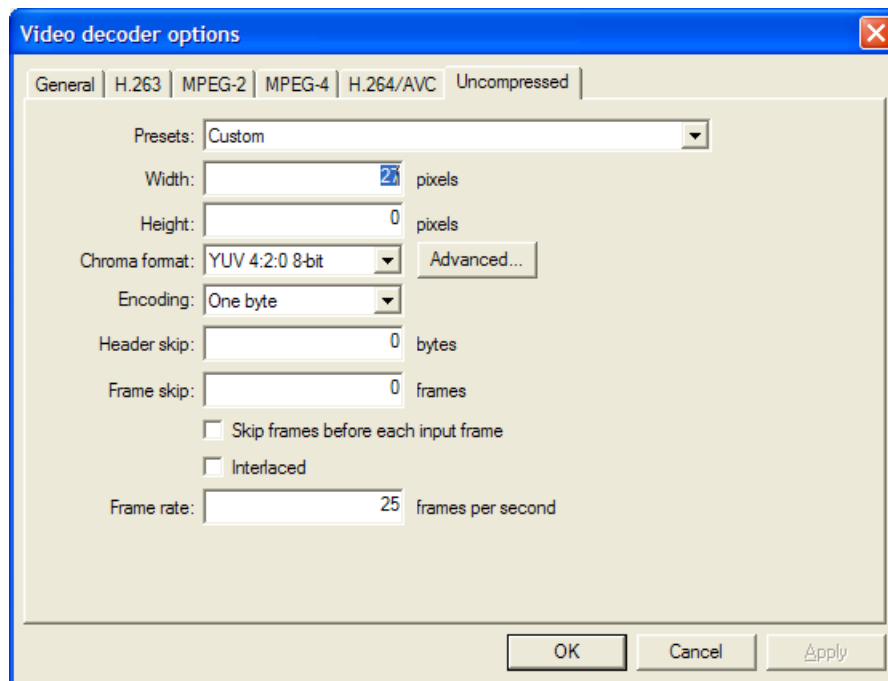 Video decoder options
General H.263 MPEG-2 MPEG-4 H.264/AVC Uncompressed
Presets: Custom
Width: 27 pixels
Height: 0 pixels
Chroma format: YUV 4:2:0 8-bit Advanced...
Encoding: One byte
Header skip: 0 bytes
Frame skip: 0 frames
Skip frames before each input frame
Interlaced
Frame rate: 25 frames per second
OK Cancel Apply